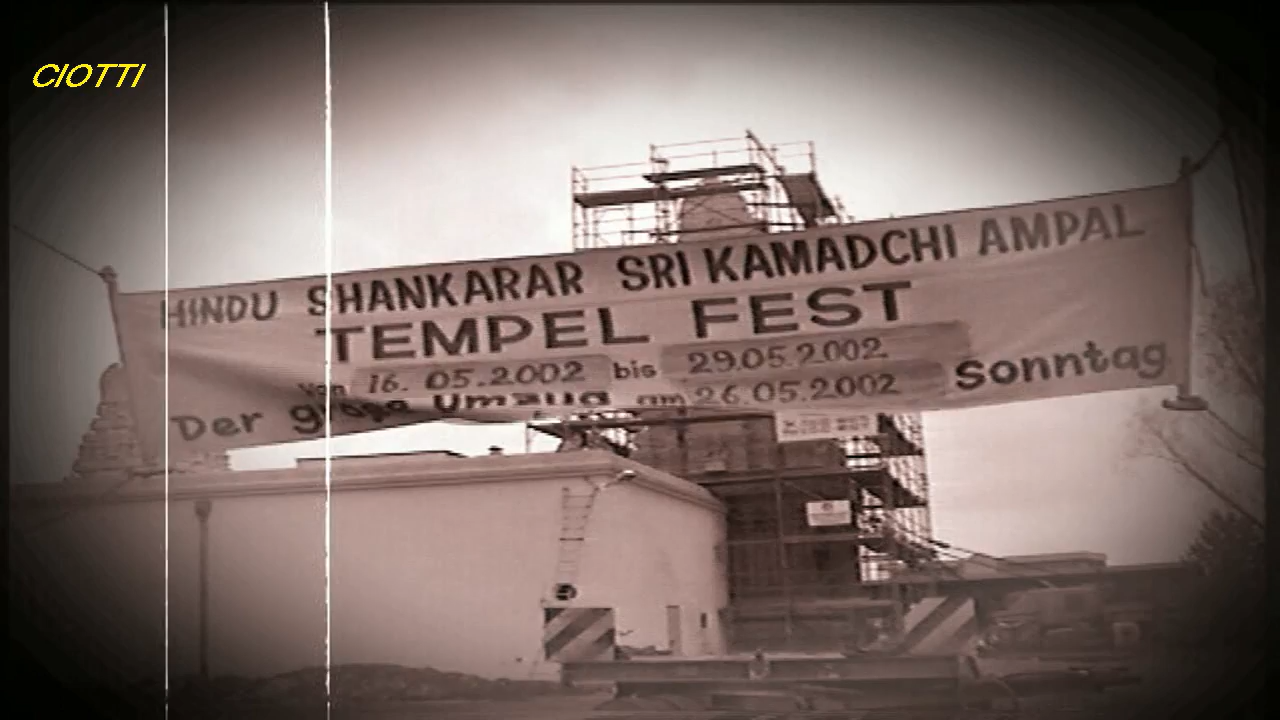 CIOTTI
HINDU SHANKARAR SRI KAMADCHI AMPAL
TEMPEL FEST
Von 16. 05.2002 bis 29.05.2002
Der große Umzug am 26.05.2002 Sonntag